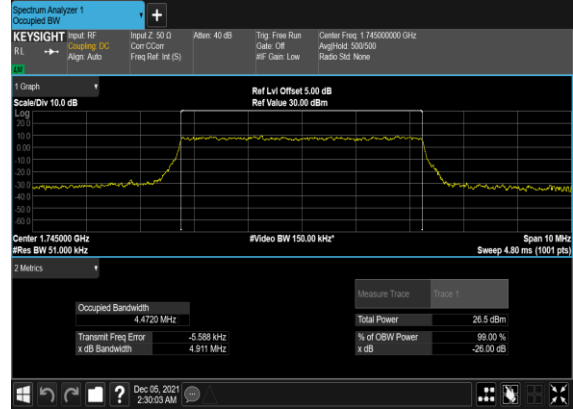 Spectrum Analyzer 1
Occupied BW
+
KEYSIGHT Input: RF Input Z: 50 Ω Atten: 40 dB Trig: Free Run Center Freq: 1.745000000 GHz
RL Coupling: DC Corr CCorr Gate: Off Avg|Hold: 500/500
Align: Auto Freq Ref: Int (S) #IF Gain: Low Radio Std: None
1 Graph
Ref Lvl Offset 5.00 dB
Scale/Div 10.0 dB Ref Value 30.00 dBm
Log
20.0
10.0
0.00
-10.0
-20.0
-30.0
-40.0
-50.0
-60.0
Center 1.745000 GHz #Video BW 150.00 kHz* Span 10 MHz
#Res BW 51.000 kHz Sweep 4.80 ms (1001 pts)
2 Metrics
Measure Trace Trace 1
Occupied Bandwidth
4.4720 MHz Total Power 26.5 dBm
Transmit Freq Error -5.588 kHz % of OBW Power 99.00 %
x dB Bandwidth 4.911 MHz x dB -26.00 dB
? Dec 05, 2021
2:30:03 AM